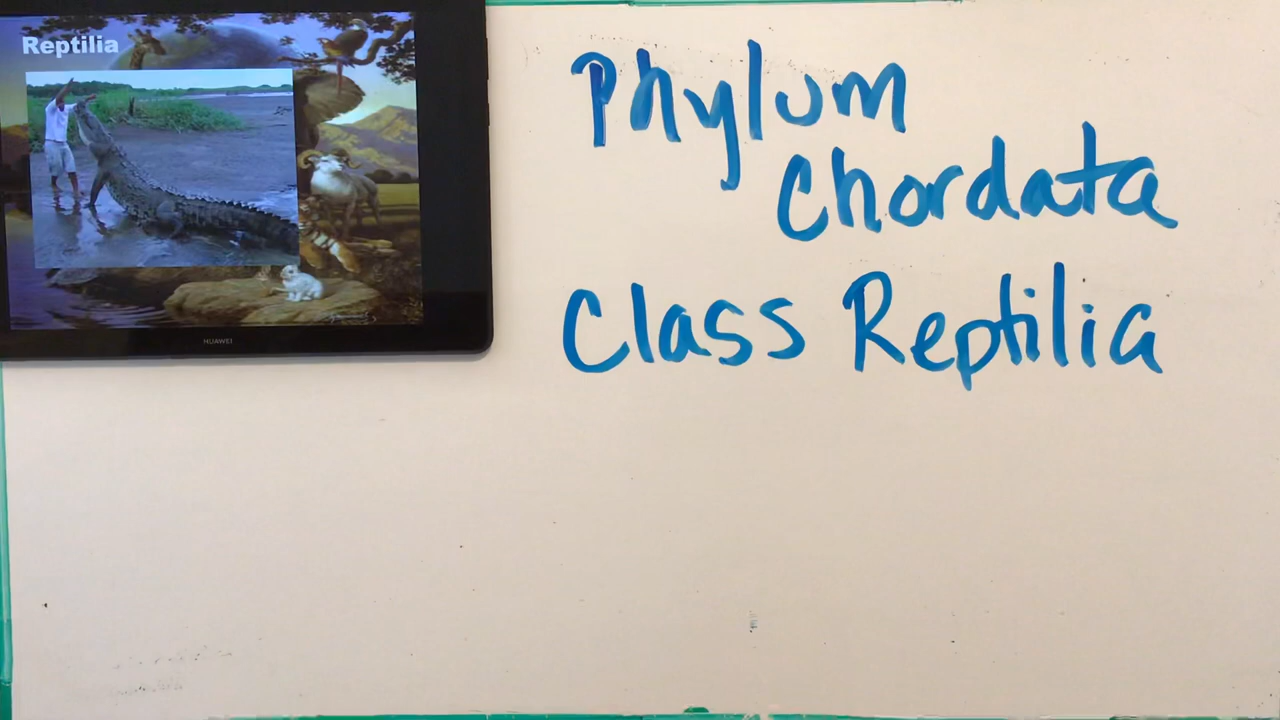 Reptilia
HUAWEI
Phylum
Chordata
Class Reptilia